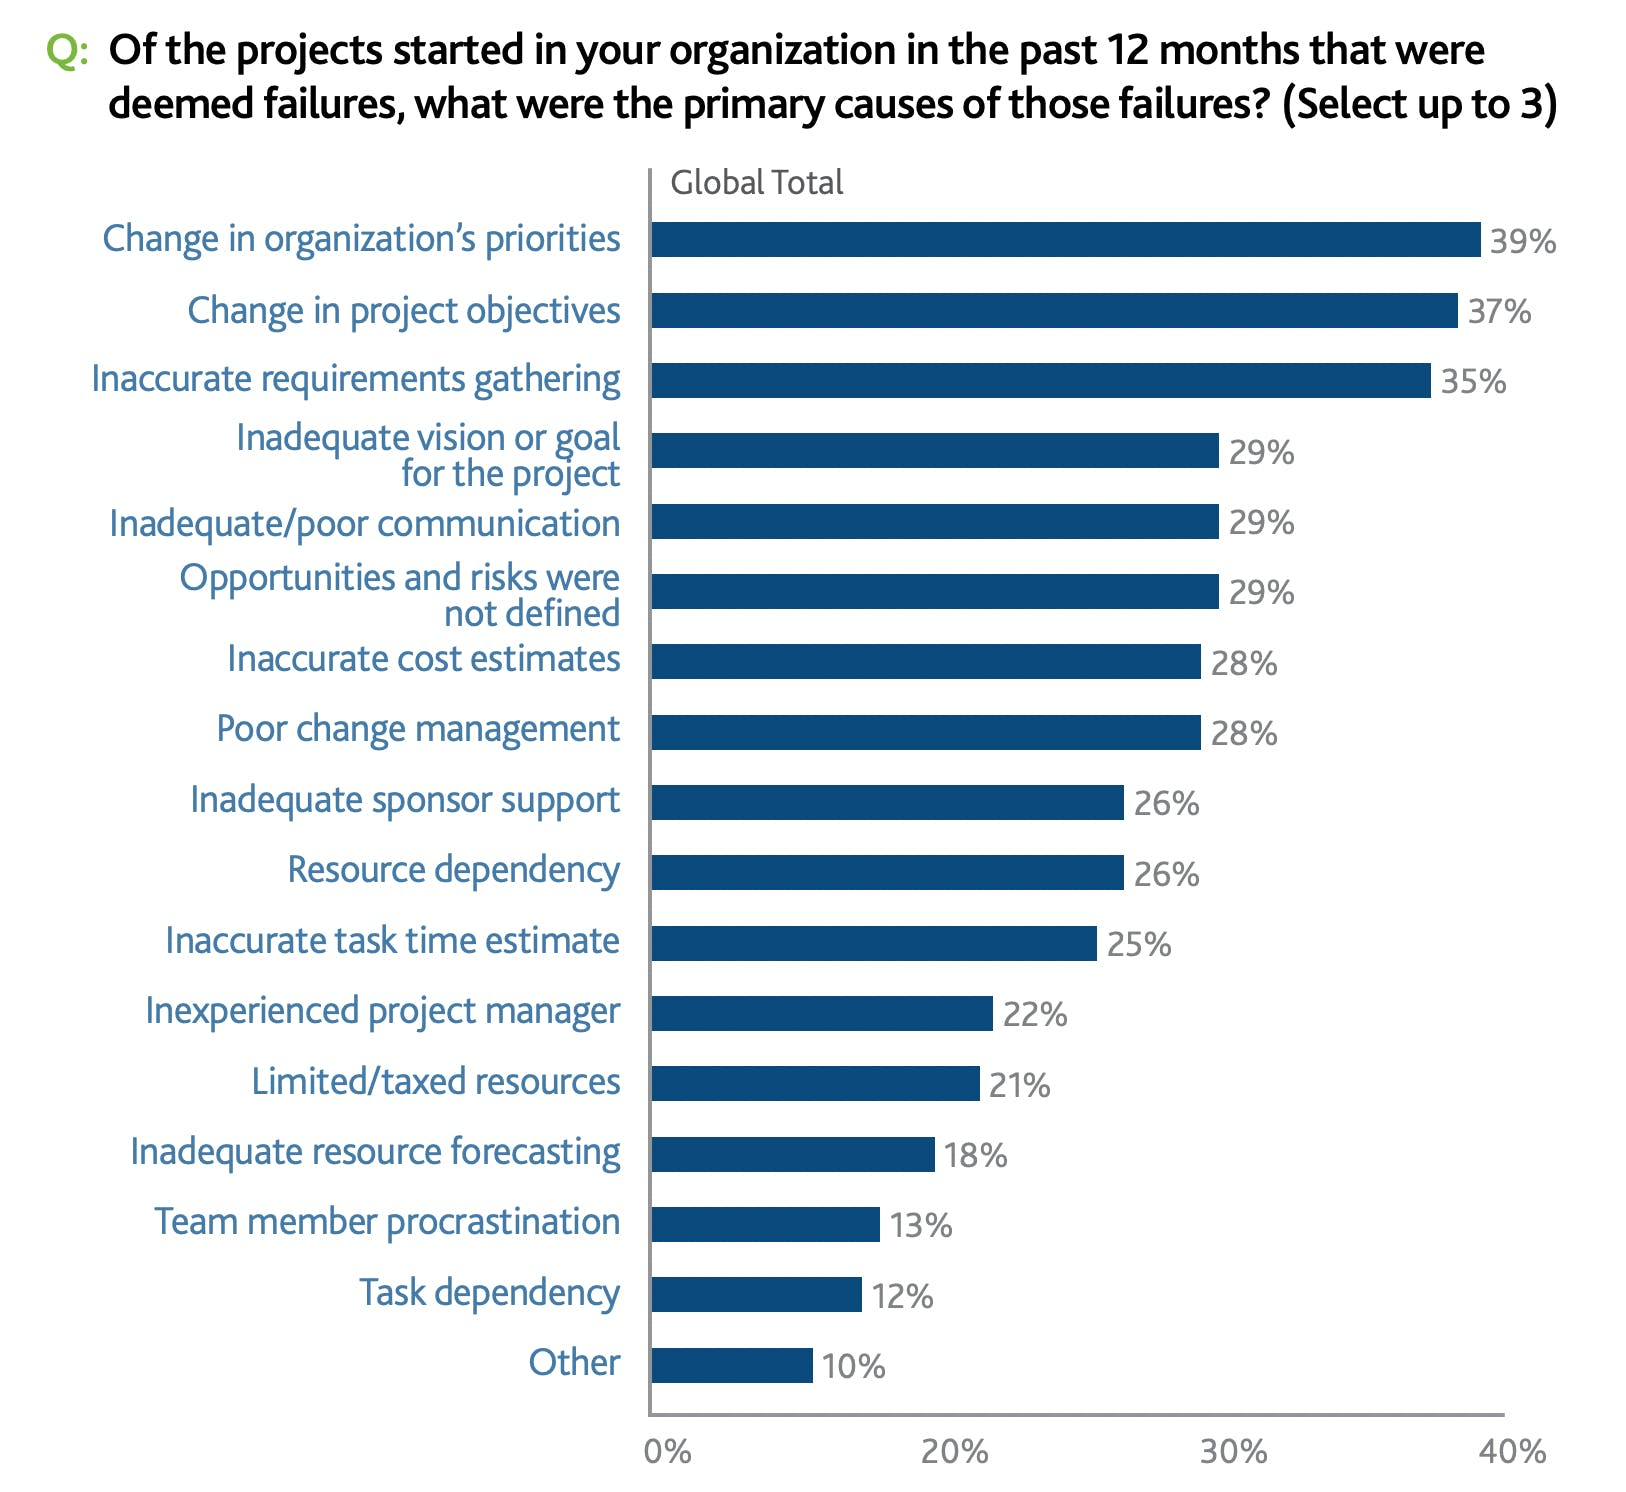 Q: Of the projects started in your organization in the past 12 months that were
deemed failures, what were the primary causes of those failures? (Select up to 3)
Global Total
Change in organization’s priorities 39%
Change in project objectives 37%
Inaccurate requirements gathering 35%
Inadequate vision or goal
for the project 29%
Inadequate/poor communication 29%
Opportunities and risks were
not defined 29%
Inaccurate cost estimates 28%
Poor change management 28%
Inadequate sponsor support 26%
Resource dependency 26%
Inaccurate task time estimate 25%
Inexperienced project manager 22%
Limited/taxed resources 21%
Inadequate resource forecasting 18%
Team member procrastination 13%
Task dependency 12%
Other 10%
0% 20% 30% 40%